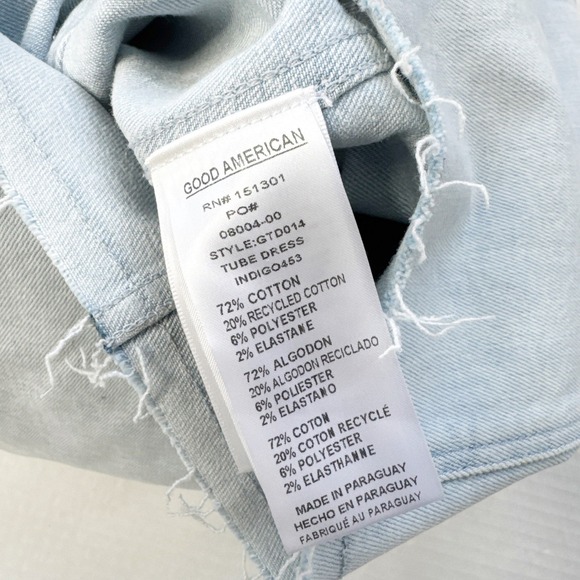 GOOD AMERICAN
RN# 151301
PO#
08004-00
STYLE:GTD014
TUBE DRESS
INDIGO453
72% COTTON
20% RECYCLED COTTON
6% POLYESTER
2% ELASTANE
72% ALGODON
20% ALGODON RECICLADO
6% POLIESTER
2% ELASTANO
72% COTON
20% COTON RECYCLÉ
6% POLYESTER
2% ELASTHANNE
MADE IN PARAGUAY
HECHO EN PARAGUAY
FABRIQUÉ AU PARAGUAY